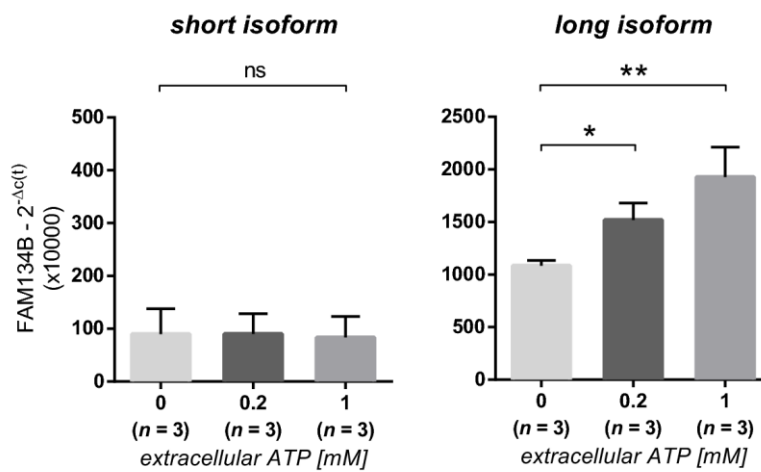 short isoform
ns
FAM134B - 2^-Δc(t)
(x10000)
500
400
300
200
100
0
0 0.2 1
(n = 3) (n = 3) (n = 3)
extracellular ATP [mM]
long isoform
**
*
2500
2000
1500
1000
500
0
0 0.2 1
(n = 3) (n = 3) (n = 3)
extracellular ATP [mM]